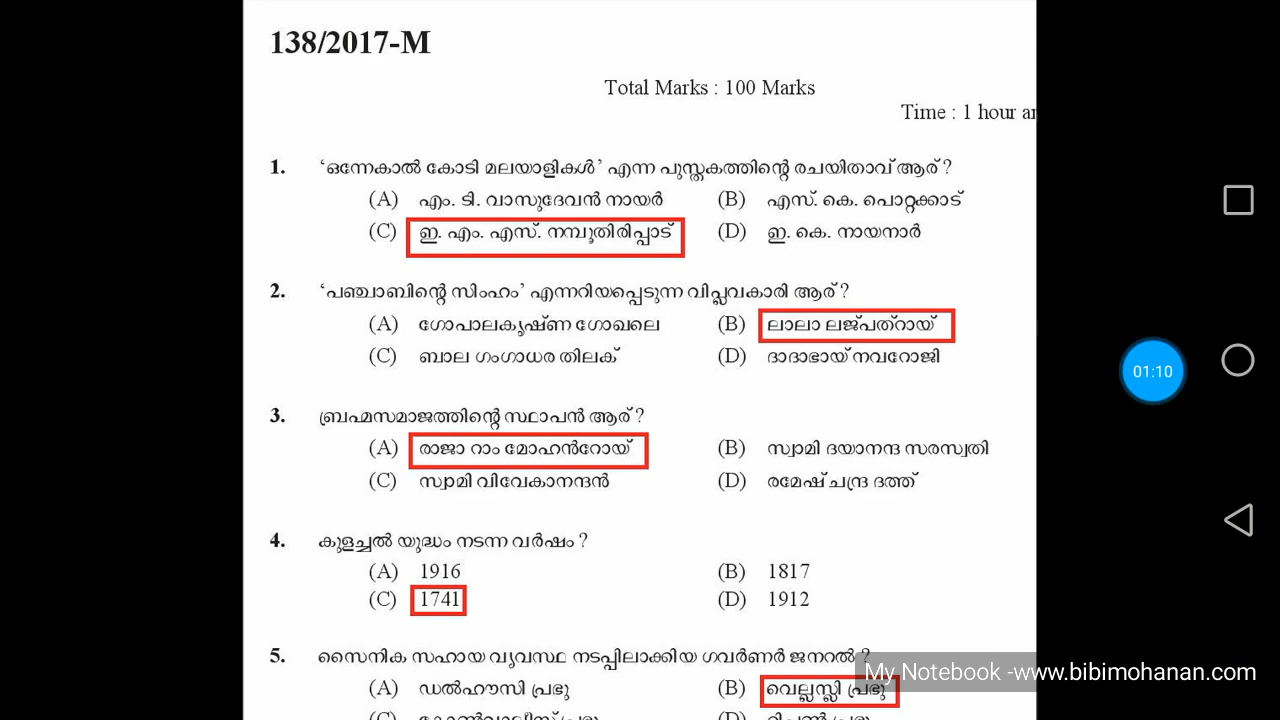 138/2017-M
Total Marks : 100 Marks
Time : 1 hour
1. ‘ഒന്നേകാൽ കോടി മലയാളികൾ’ എന്ന പുസ്തകത്തിന്റെ രചയിതാവ് ആര് ?
(A) എം. ടി. വാസുദേവൻ നായർ (B) എസ്. കെ. പൊറ്റക്കാട്
(C) ഇ. എം. എസ്. നമ്പൂതിരിപ്പാട് (D) ഇ. കെ. നായനാർ
2. ‘പഞ്ചാബിന്റെ സിംഹം’ എന്നറിയപ്പെടുന്ന വിപ്ലവകാരി ആര് ?
(A) ഗോപാലകൃഷ്ണ ഗോഖലെ (B) ലാലാ ലജ്പത്റായ്
(C) ബാല ഗംഗാധര തിലക് (D) ദാദാഭായ് നവറോജി
3. ബ്രഹ്മസമാജത്തിന്റെ സ്ഥാപൻ ആര് ?
(A) രാജാ റാം മോഹൻറോയ് (B) സ്വാമി ദയാനന്ദ സരസ്വതി
(C) സ്വാമി വിവേകാനന്ദൻ (D) രമേഷ് ചന്ദ്ര ദത്ത്
4. കുളച്ചൽ യുദ്ധം നടന്ന വർഷം ?
(A) 1916 (B) 1817
(C) 1741 (D) 1912
5. സൈനിക സഹായ വ്യവസ്ഥ നടപ്പിലാക്കിയ ഗവർണർ ജനറൽ ?
(A) ഡൽഹൗസി പ്രഭു (B) വെല്ലസ്ലി പ്രഭു
My Notebook -www.bibimohanan.com
01:10